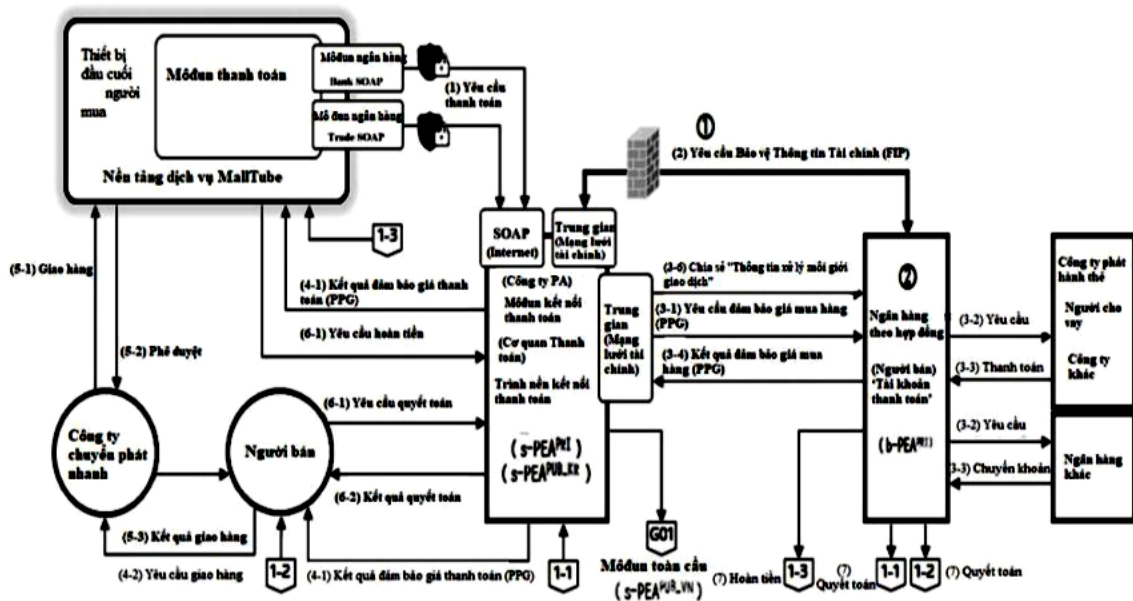 Thiết bị
đầu cuối
người
mua
Môđun thanh toán
Môđun ngân hàng
Bank SOAP
Mô đun ngân hàng
Trade SOAP
Nền tảng dịch vụ MallTube
(1) Yêu cầu
thanh toán
①
(2) Yêu cầu Bảo vệ Thông tin Tài chính (FIP)
1-3
(5-1) Giao hàng
(5-2) Phê duyệt
(4-1) Kết quả đảm bảo giá thanh
toán (PPG)
(6-1) Yêu cầu hoàn tiền
SOAP
(Internet)
Trung gian
(Mạng lưới
tài chính)
(Công ty PA)
Môđun kết nối
thanh toán
(Cơ quan Thanh
toán)
Trình nền kết nối
thanh toán
(s-PEA^PRI)
(s-PEA^PUB_KR)
Trung
gian
(Mạng
lưới tài
chính)
(3-6) Chia sẻ "Thông tin xử lý môi giới
giao dịch"
(3-1) Yêu cầu đảm bảo giá mua hàng
(PPG)
(3-4) Kết quả đảm bảo giá mua
hàng (PPG)
②
Ngân hàng
theo hợp đồng
(Người bán)
'Tài khoản
thanh toán'
(3-2) Yêu cầu
(3-3) Thanh toán
(3-2) Yêu cầu
(3-3) Chuyển khoản
Công ty phát
hành thẻ
Người cho
vay
Công ty
khác
Ngân hàng
khác
Công ty
chuyển phát
nhanh
Người bán
(6-1) Yêu cầu quyết toán
(6-2) Kết quả quyết toán
(5-3) Kết quả giao hàng
(4-2) Yêu cầu giao hàng
1-2
(4-1) Kết quả đảm bảo giá thanh toán (PPG)
1-1
G01
Môđun toàn cầu
(s-PEA^PUB_VN)
(7) Hoàn tiền
1-3
(7)
Quyết toán
1-1
1-2
(7) Quyết toán